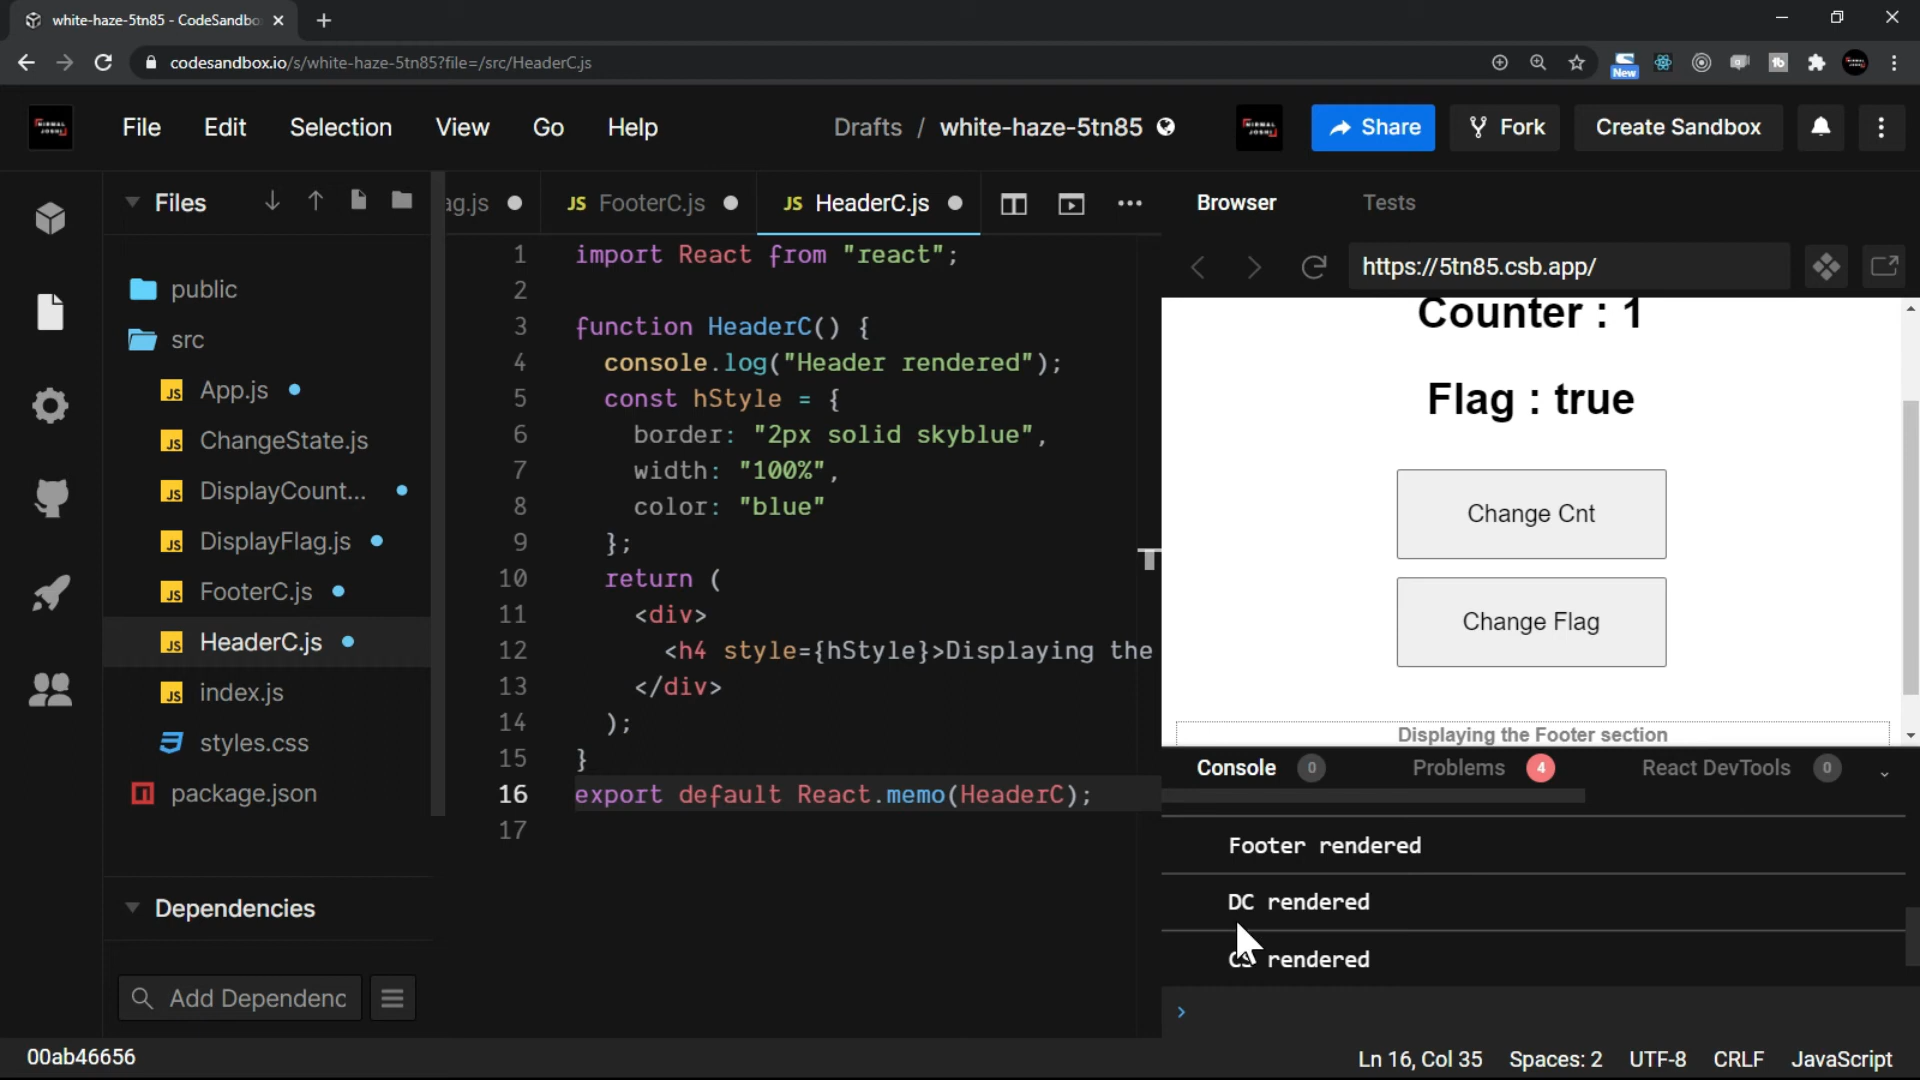 white-haze-5tn85 - CodeSandbo
codesandbox.io/s/white-haze-5tn85?file=/src/HeaderC.js
New
File Edit Selection View Go Help
Drafts / white-haze-5tn85
NIRMAL JOSHI
Share
Fork
Create Sandbox
Files
public
src
App.js
ChangeState.js
DisplayCount...
DisplayFlag.js
FooterC.js
HeaderC.js
index.js
styles.css
package.json
Dependencies
Add Dependenc
ag.js
JS FooterC.js
JS HeaderC.js
1 import React from "react";
2
3 function HeaderC() {
4 console.log("Header rendered");
5 const hStyle = {
6 border: "2px solid skyblue",
7 width: "100%",
8 color: "blue"
9 };
10 return (
11 <div>
12 <h4 style={hStyle}>Displaying the
13 </div>
14 );
15 }
16 export default React.memo(HeaderC);
17
Browser Tests
https://5tn85.csb.app/
Counter : 1
Flag : true
Change Cnt
Change Flag
Displaying the Footer section
Console 0 Problems 4 React DevTools 0
Footer rendered
DC rendered
rendered
00ab46656
Ln 16, Col 35 Spaces: 2 UTF-8 CRLF JavaScript